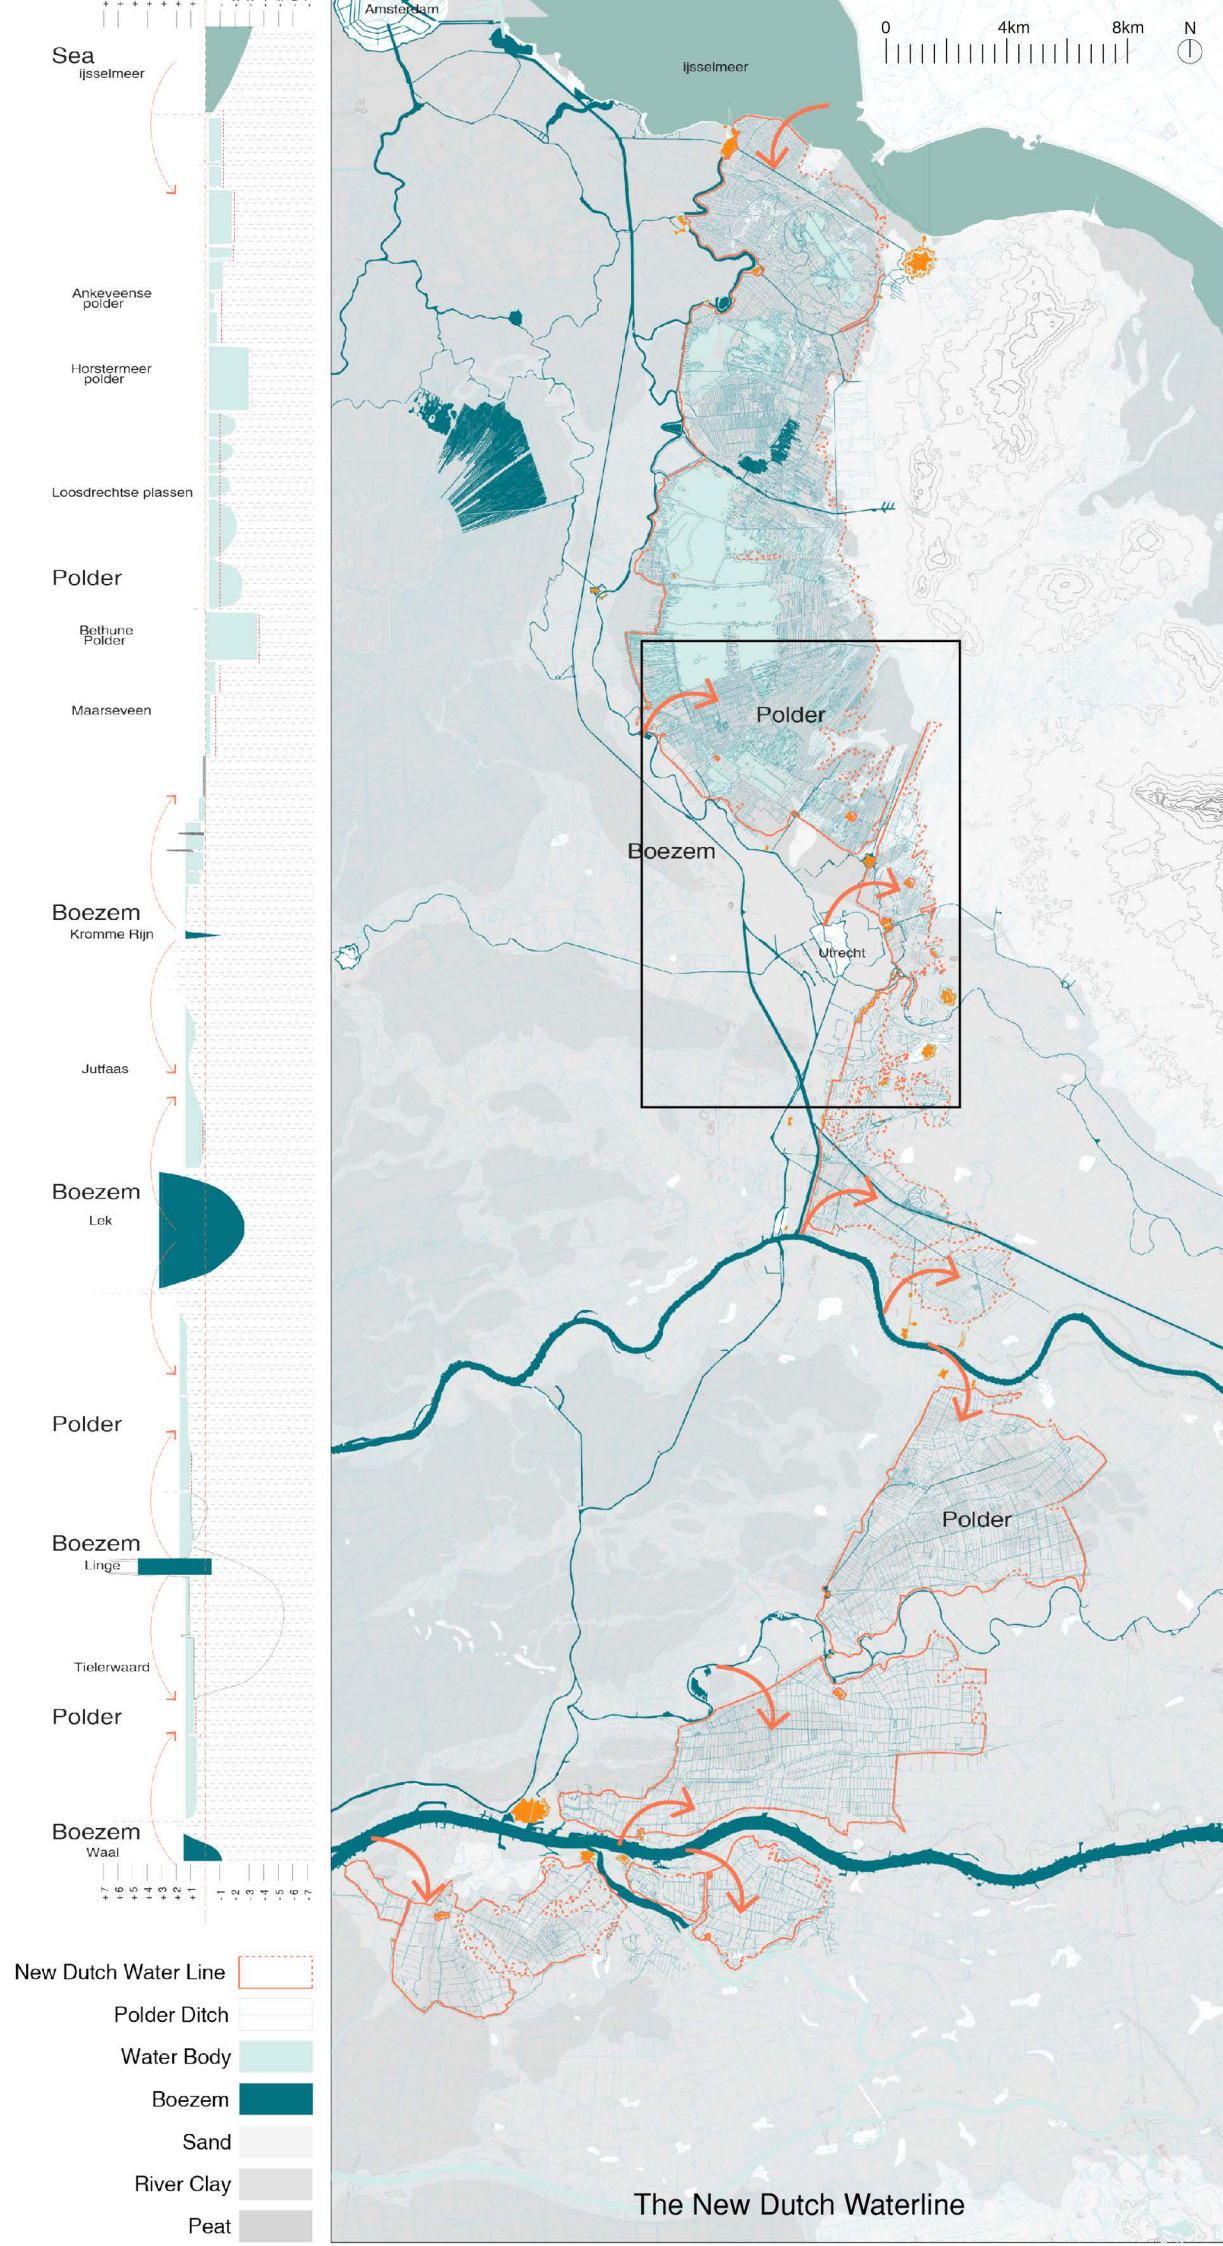 Amsterdam
ijsselmeer
0 4km 8km N
Sea
ijsselmeer
Ankeveense
polder
Horstermeer
polder
Loosdrechtse plassen
Polder
Bethune
Polder
Maarseveen
Boezem
Kromme Rijn
Jutfaas
Boezem
Lek
Polder
Boezem
Linge
Tielerwaard
Polder
Boezem
Waal
+7 +6 +5 +4 +3 +2 +1 -1 -2 -3 -4 -5 -6 -7
Polder
Boezem
Utrecht
Polder
New Dutch Water Line
Polder Ditch
Water Body
Boezem
Sand
River Clay
Peat
The New Dutch Waterline